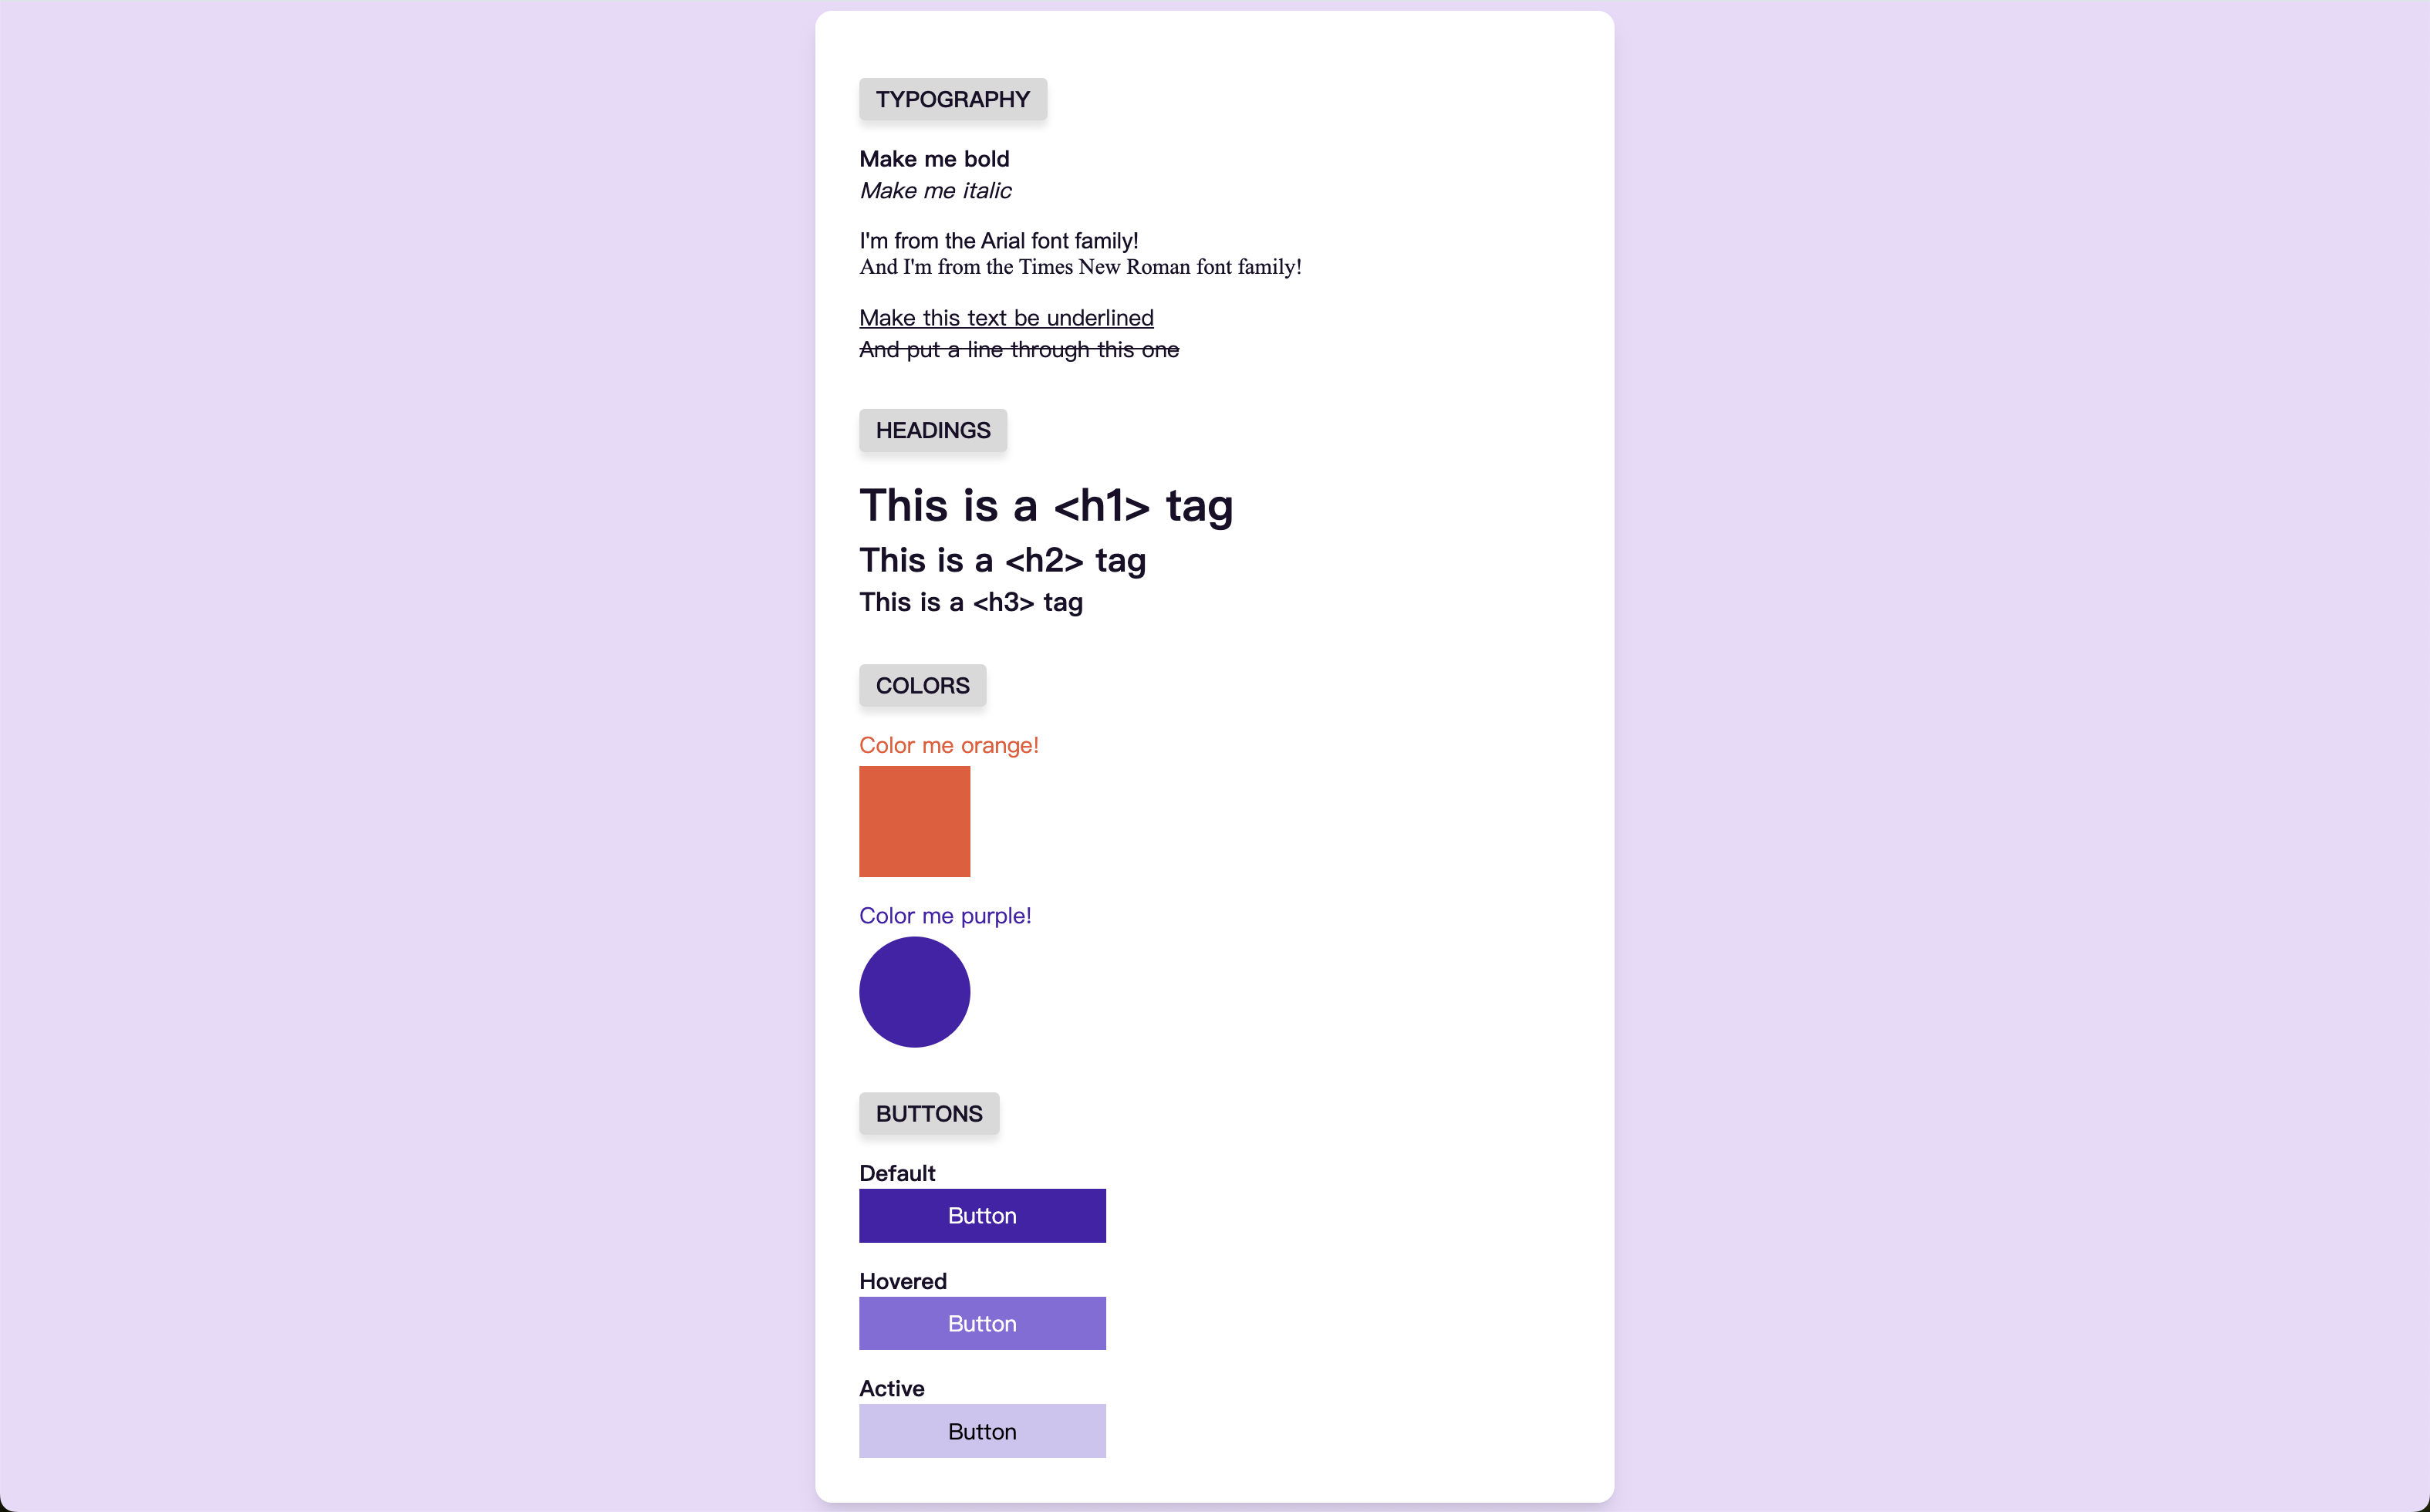 TYPOGRAPHY
Make me bold
Make me italic
I'm from the Arial font family!
And I'm from the Times New Roman font family!
Make this text be underlined
And put a line through this one
HEADINGS
This is a <h1> tag
This is a <h2> tag
This is a <h3> tag
COLORS
Color me orange!
Color me purple!
BUTTONS
Default
Button
Hovered
Button
Active
Button